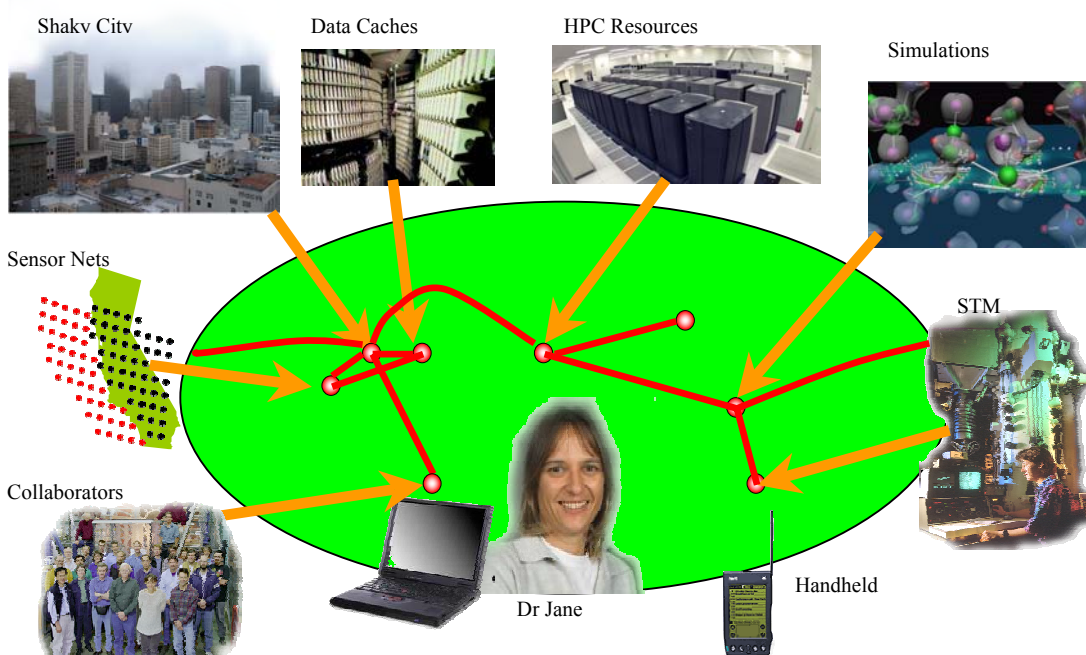 Shaky City
Data Caches
HPC Resources
Simulations
Sensor Nets
STM
Collaborators
Dr Jane
Handheld